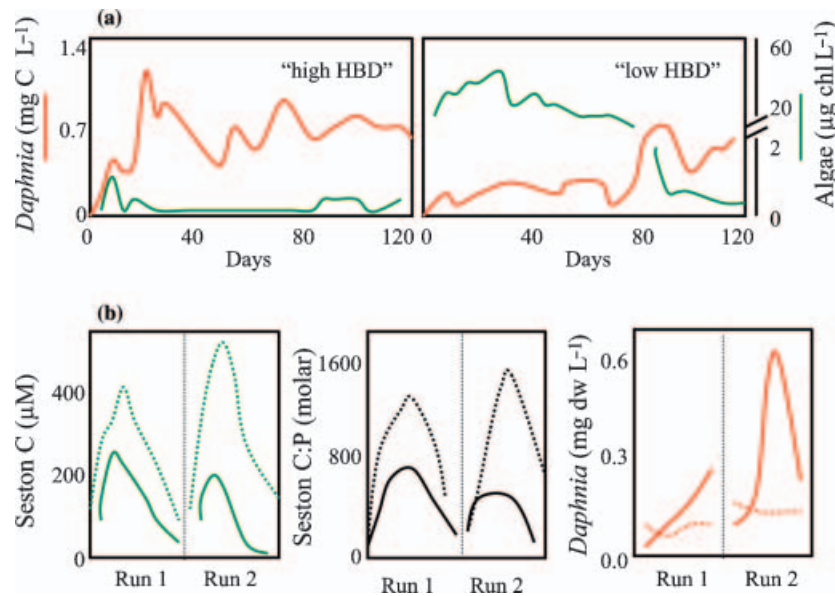 (a)
Daphnia (mg C L⁻¹)
1.4
0.7
0
"high HBD"
0 40 80 120
Days
"low HBD"
0 40 80 120
Days
60
20
2
0
Algae (µg chl L⁻¹)
(b)
Seston C (µM)
400
200
0
Run 1 Run 2
Seston C:P (molar)
1600
800
0
Run 1 Run 2
Daphnia (mg dw L⁻¹)
0.6
0.3
0.0
Run 1 Run 2